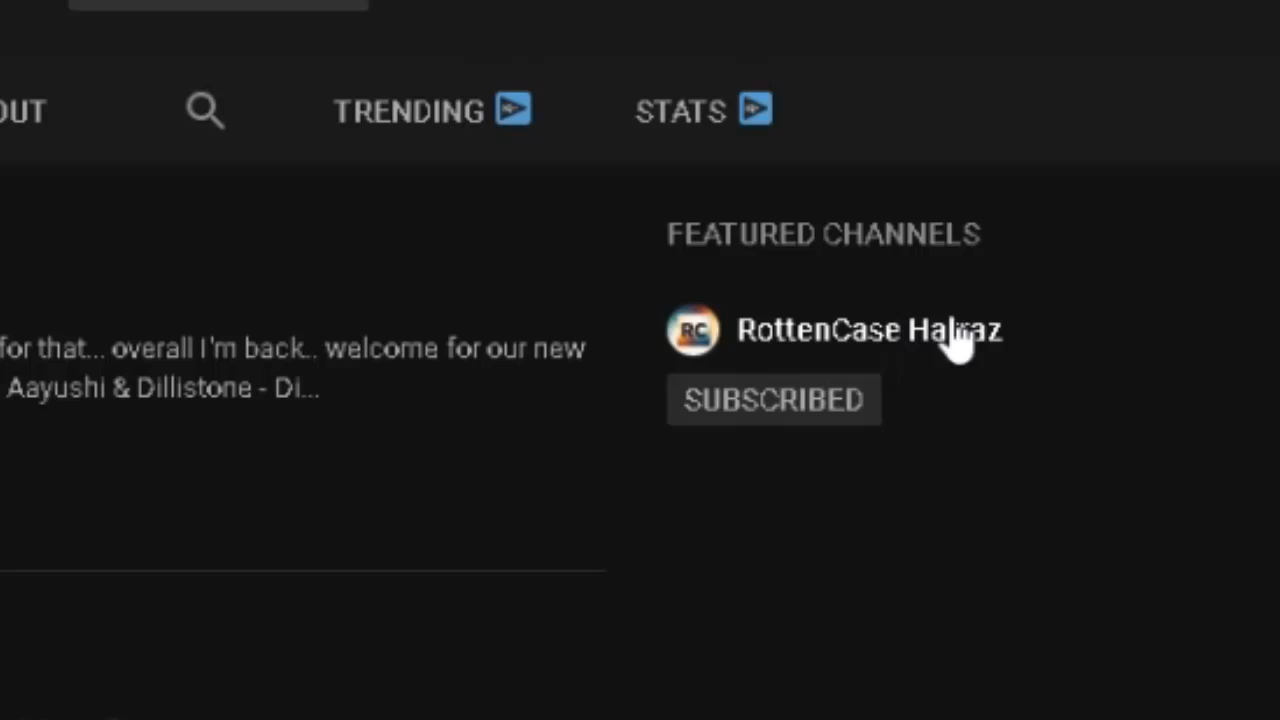 OUT
TRENDING
STATS
FEATURED CHANNELS
RC
RottenCase
SUBSCRIBED
for that... overall I'm back.. welcome for our new
Aayushi & Dillistone - Di...